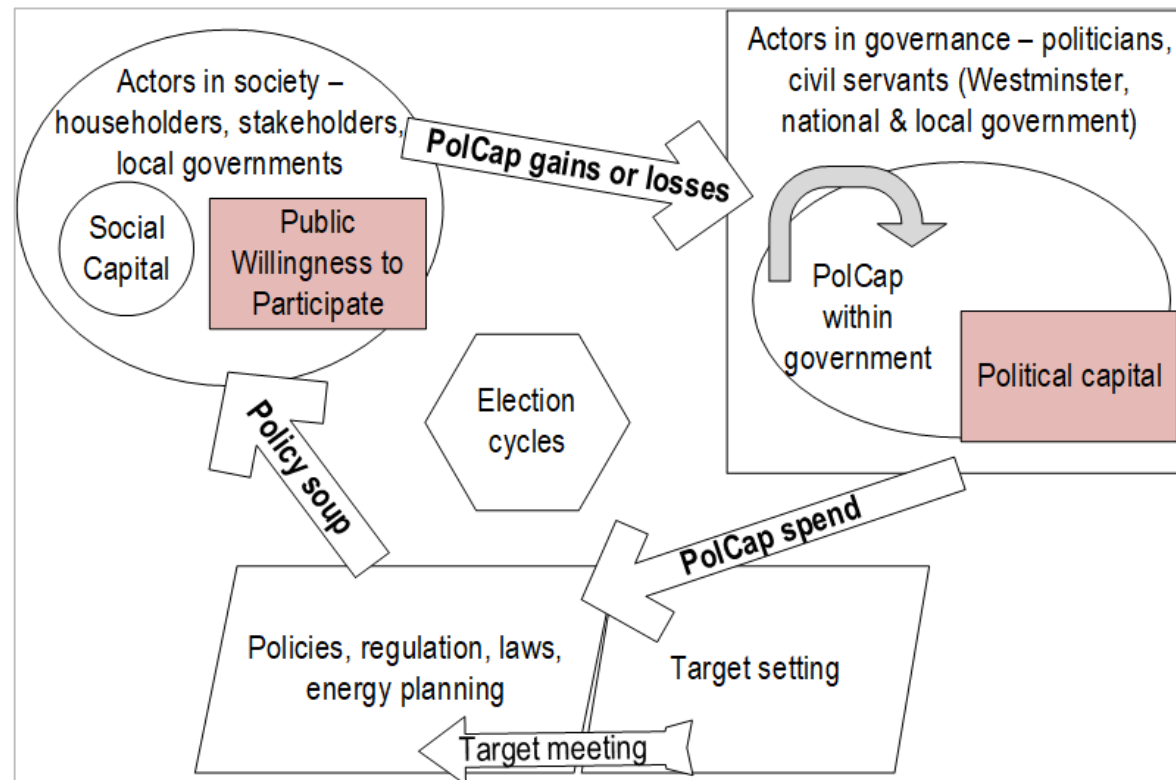 Actors in society –
householders, stakeholders,
local governments
Social
Capital
Public
Willingness to
Participate
PolCap gains or losses
Actors in governance – politicians,
civil servants (Westminster,
national & local government)
PolCap
within
government
Political capital
Election
cycles
Policy soup
PolCap spend
Policies, regulation, laws,
energy planning
Target setting
Target meeting